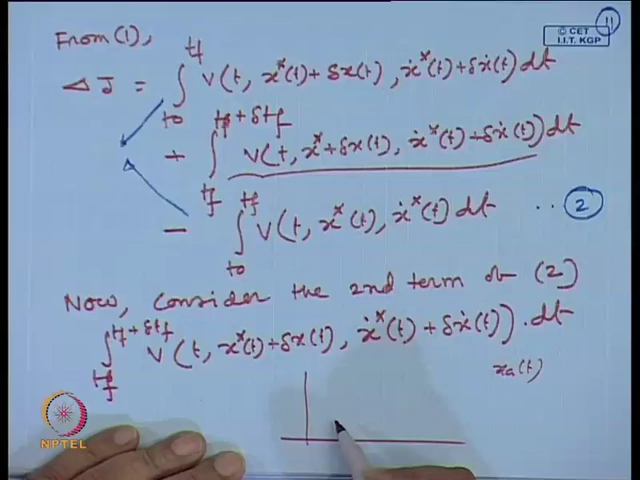 11
© CET
I.I.T. KGP
From (1),
ΔJ = ∫_{t0}^{tf} V(t, x*(t)+δx(t), ẋ*(t)+δẋ(t)) dt
+ ∫_{tf}^{tf+δtf} V(t, x*+δx(t), ẋ*(t)+δẋ(t)) dt
− ∫_{t0}^{tf} V(t, x*(t), ẋ*(t)) dt ·· (2)
Now, consider the 2nd term of (2)
∫_{tf}^{tf+δtf} V(t, x*(t)+δx(t), ẋ*(t)+δẋ(t)).dt
xa(t)
NPTEL